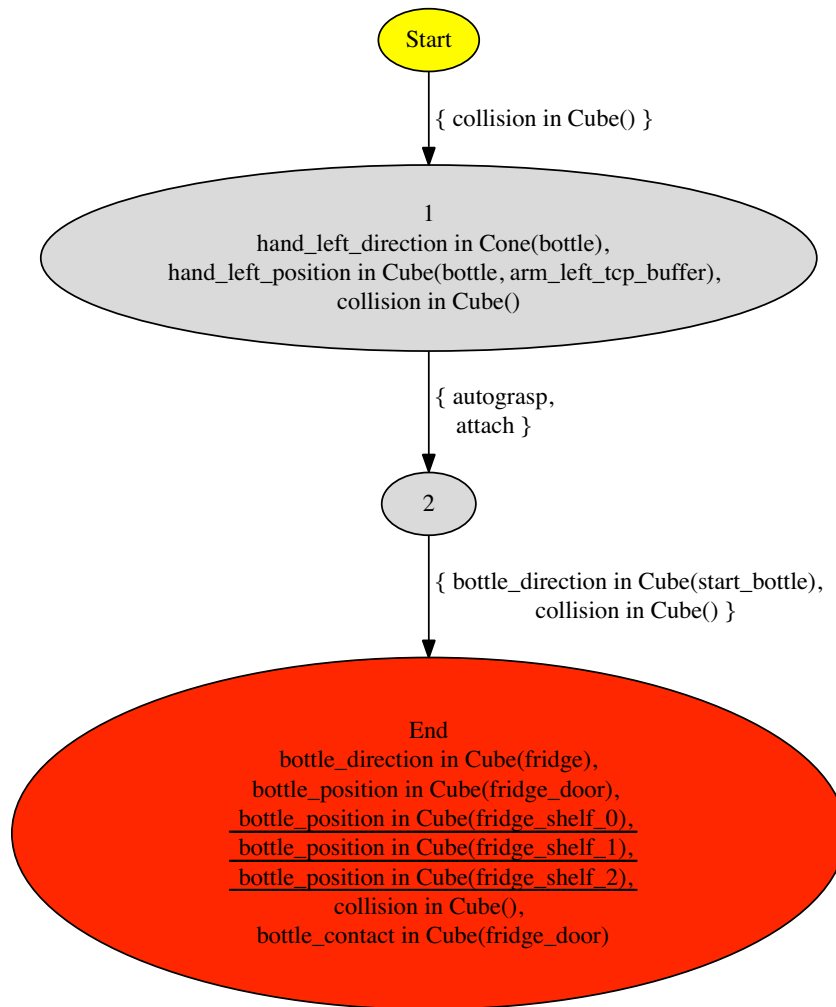 Start
{ collision in Cube() }
1
hand_left_direction in Cone(bottle),
hand_left_position in Cube(bottle, arm_left_tcp_buffer),
collision in Cube()
{ autograsp,
attach }
2
{ bottle_direction in Cube(start_bottle),
collision in Cube() }
End
bottle_direction in Cube(fridge),
bottle_position in Cube(fridge_door),
bottle_position in Cube(fridge_shelf_0),
bottle_position in Cube(fridge_shelf_1),
bottle_position in Cube(fridge_shelf_2),
collision in Cube(),
bottle_contact in Cube(fridge_door)